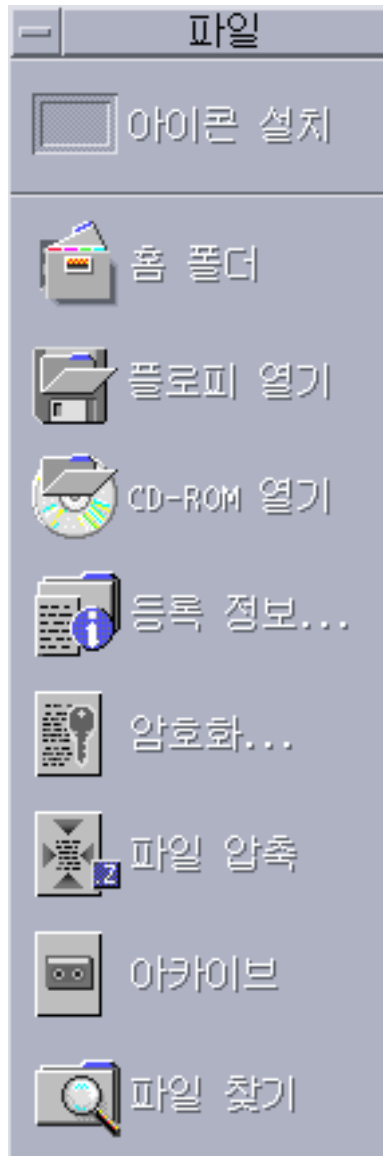 파일
아이콘 설치
홈 폴더
플로피 열기
CD-ROM 열기
등록 정보...
암호화...
파일 압축
.Z
아카이브
파일 찾기